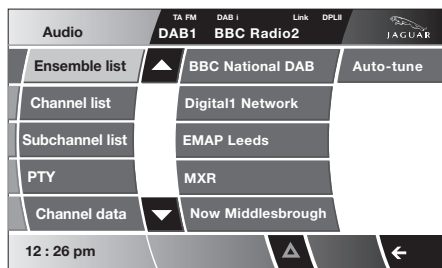 TA FM DAB i Link DPLII
Audio DAB1 BBC Radio2 JAGUAR
Ensemble list BBC National DAB Auto-tune
Channel list Digital1 Network
Subchannel list EMAP Leeds
PTY MXR
Channel data Now Middlesbrough
12 : 26 pm